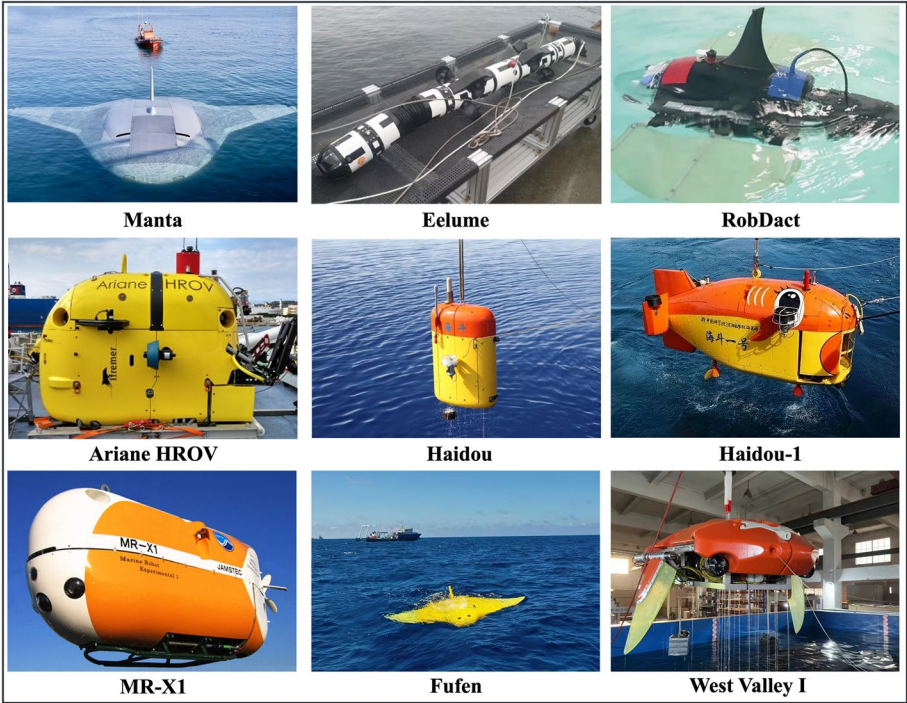 Manta
Eelume
RobDact
Ariane HROV
ifremer
Ariane HROV
Haidou
海斗一号
Haidou-1
MR-X1
Marine Robot
Experimental 1
JAMSTEC
MR-X1
Fufen
West Valley I